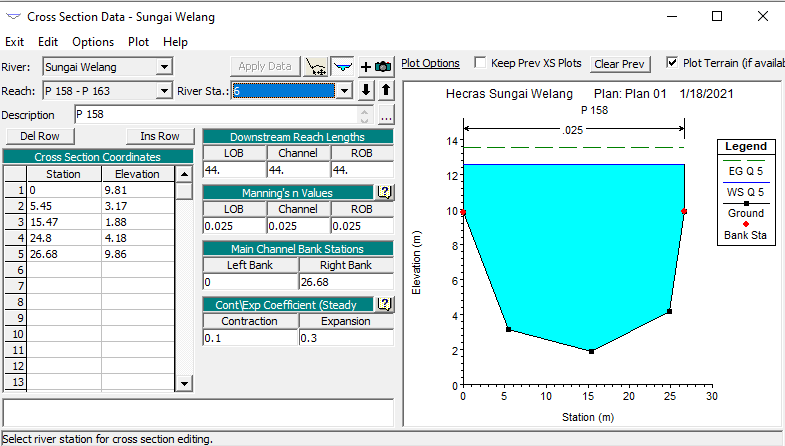 Cross Section Data - Sungai Welang
Exit Edit Options Plot Help
River: Sungai Welang Apply Data + Plot Options Keep Prev XS Plots Clear Prev Plot Terrain (if availab
Reach: P 158 - P 163 River Sta.: 6
Description P 158 ...
Del Row Ins Row
Cross Section Coordinates
Station Elevation
1 0 9.81
2 5.45 3.17
3 15.47 1.88
4 24.8 4.18
5 26.68 9.86
6
7
8
9
10
11
12
13
Downstream Reach Lengths
LOB Channel ROB
44. 44. 44.
Manning's n Values ?
LOB Channel ROB
0.025 0.025 0.025
Main Channel Bank Stations
Left Bank Right Bank
0 26.68
Cont\Exp Coefficient (Steady ?
Contraction Expansion
0.1 0.3
Hecras Sungai Welang Plan: Plan 01 1/18/2021
P 158
.025
14
12
10
8
6
4
2
0
Elevation (m)
0 5 10 15 20 25 30
Station (m)
Legend
EG Q 5
WS Q 5
Ground
Bank Sta
Select river station for cross section editing.